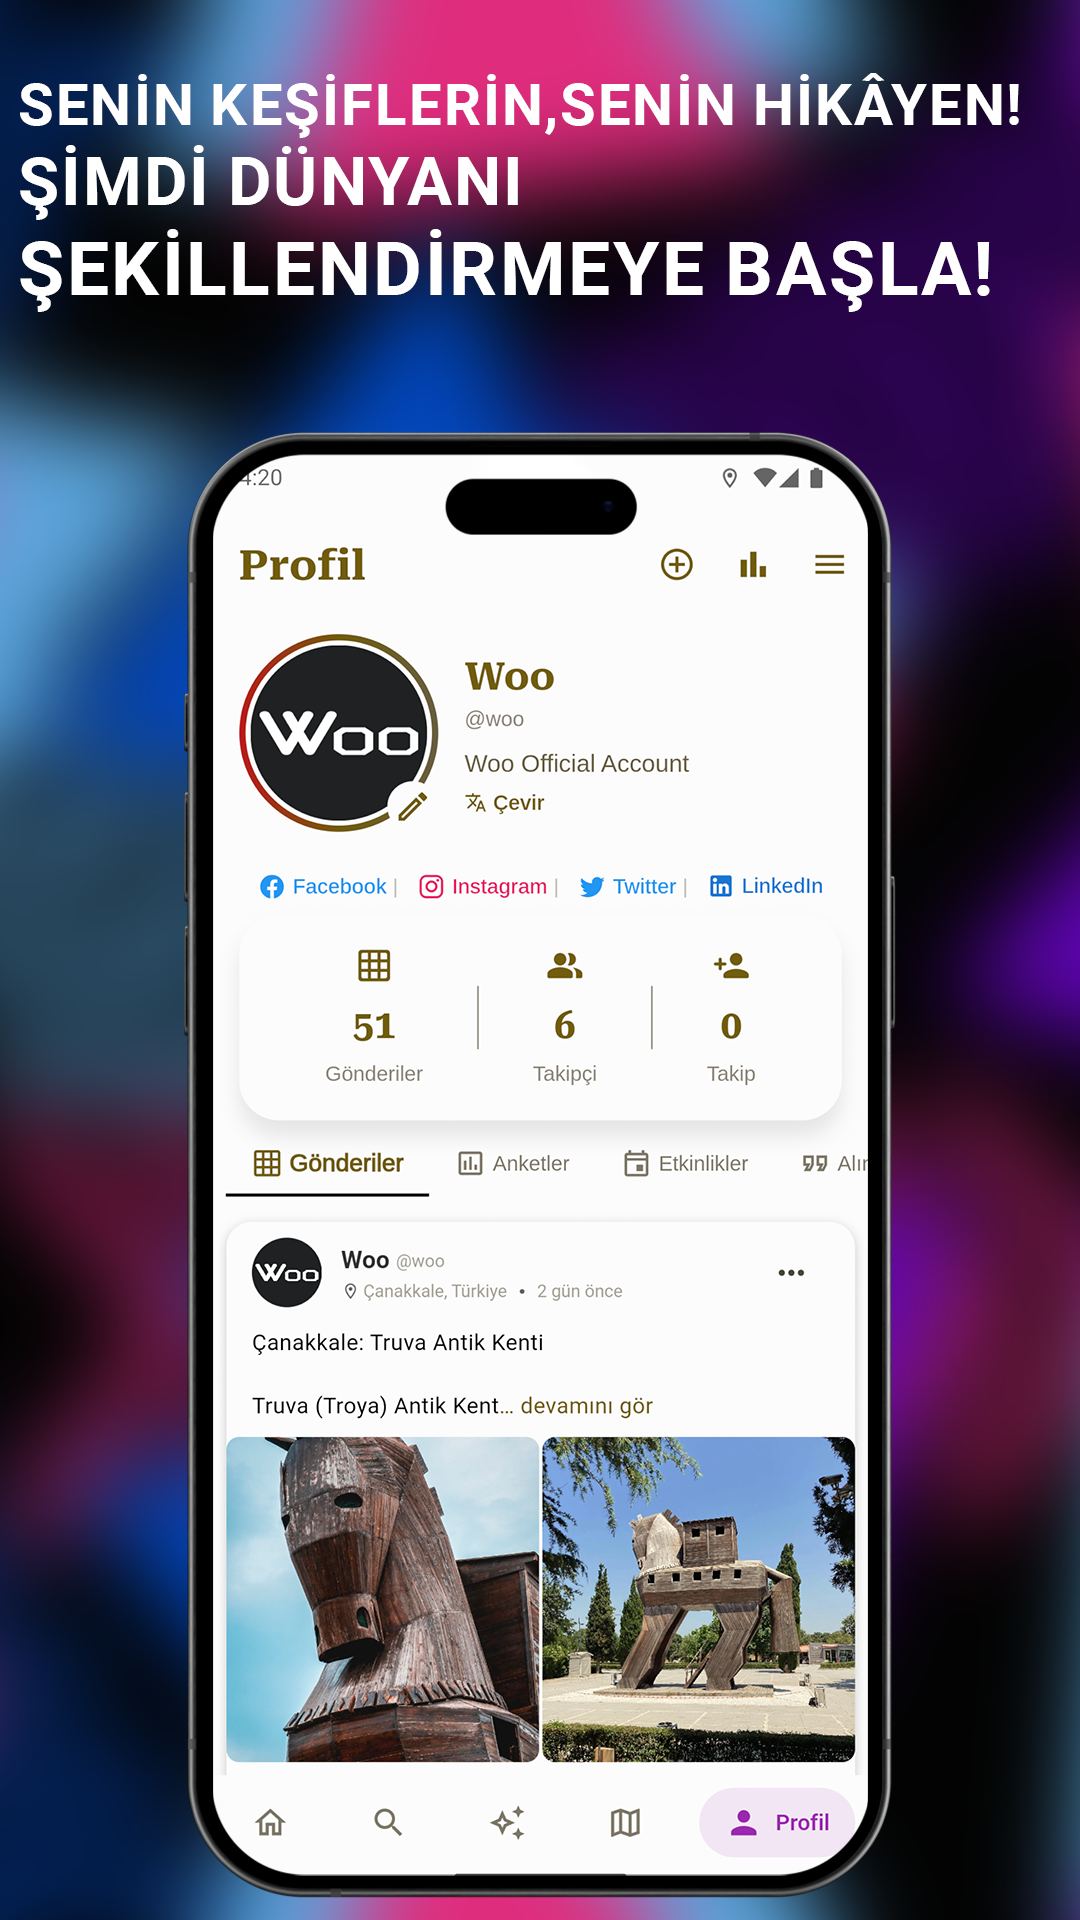 SENİN KEŞİFLERİN,SENİN HİKÂYEN!
ŞİMDİ DÜNYANI
ŞEKİLLENDİRMEYE BAŞLA!
4:20
Profil
Woo
Woo
@woo
Woo Official Account
Çevir
Facebook | Instagram | Twitter | LinkedIn
51 6 0
Gönderiler Takipçi Takip
Gönderiler Anketler Etkinlikler Alır
Woo
Woo @woo
Çanakkale, Türkiye • 2 gün önce
Çanakkale: Truva Antik Kenti
Truva (Troya) Antik Kent... devamını gör
Profil